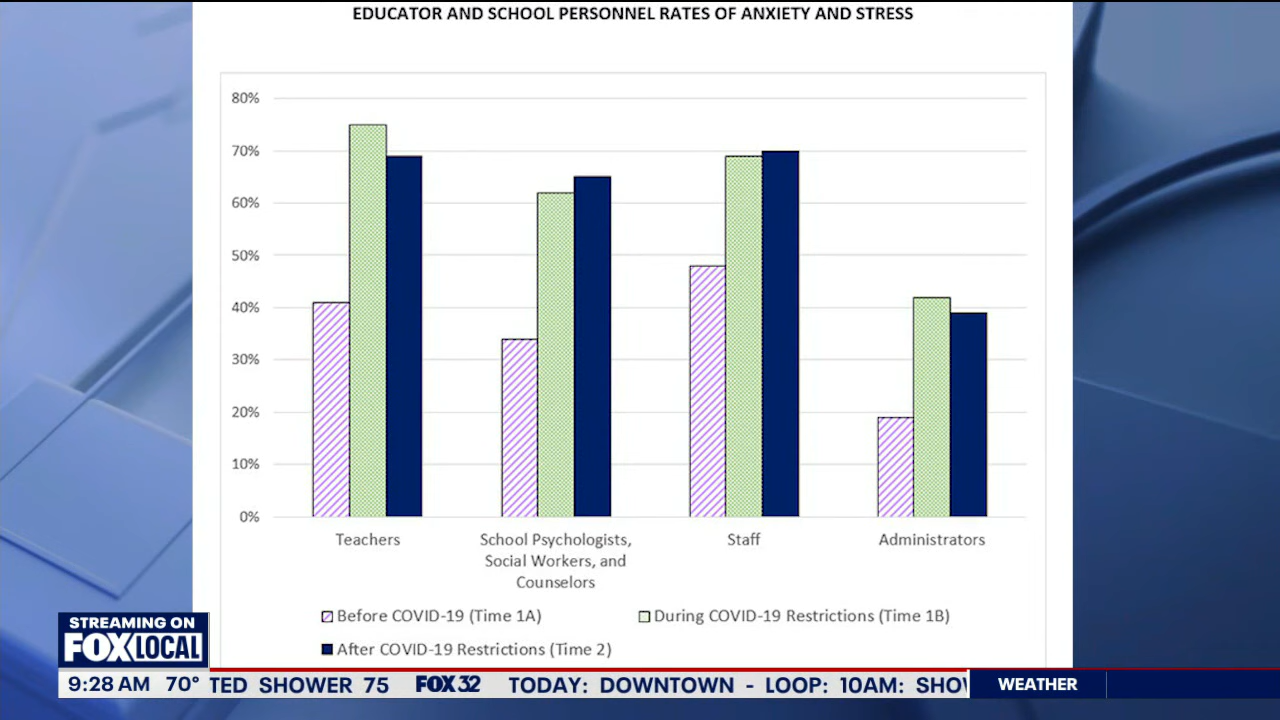 EDUCATOR AND SCHOOL PERSONNEL RATES OF ANXIETY AND STRESS
80%
70%
60%
50%
40%
30%
20%
10%
0%
Teachers
School Psychologists,
Social Workers, and
Counselors
Staff
Administrators
Before COVID-19 (Time 1A)
During COVID-19 Restrictions (Time 1B)
After COVID-19 Restrictions (Time 2)
STREAMING ON
FOX LOCAL
9:28 AM 70° TED SHOWER 75 FOX 32 TODAY: DOWNTOWN - LOOP: 10AM: SHO
WEATHER